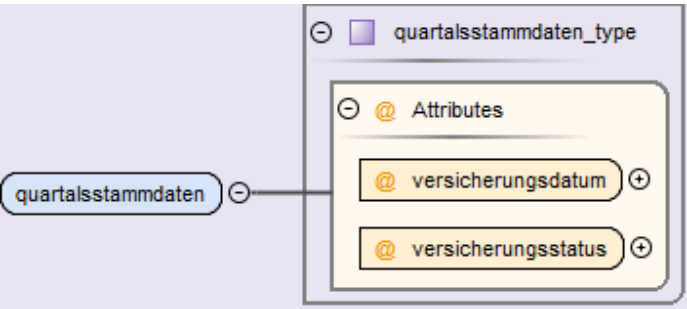 quartalsstammdaten_type
@ Attributes
quartalsstammdaten
@ versicherungsdatum
@ versicherungsstatus